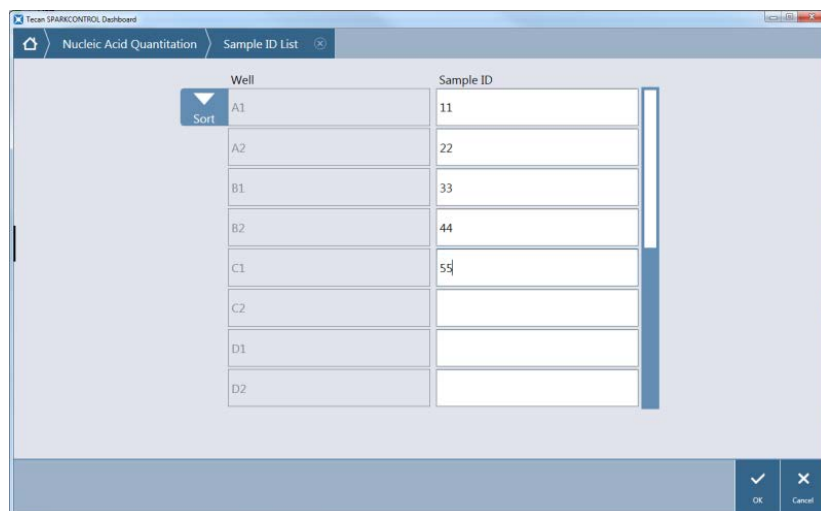 Tecan SPARKCONTROL Dashboard
Nucleic Acid Quantitation Sample ID List
Well Sample ID
Sort
A1 11
A2 22
B1 33
B2 44
C1 55
C2
D1
D2
OK Cancel